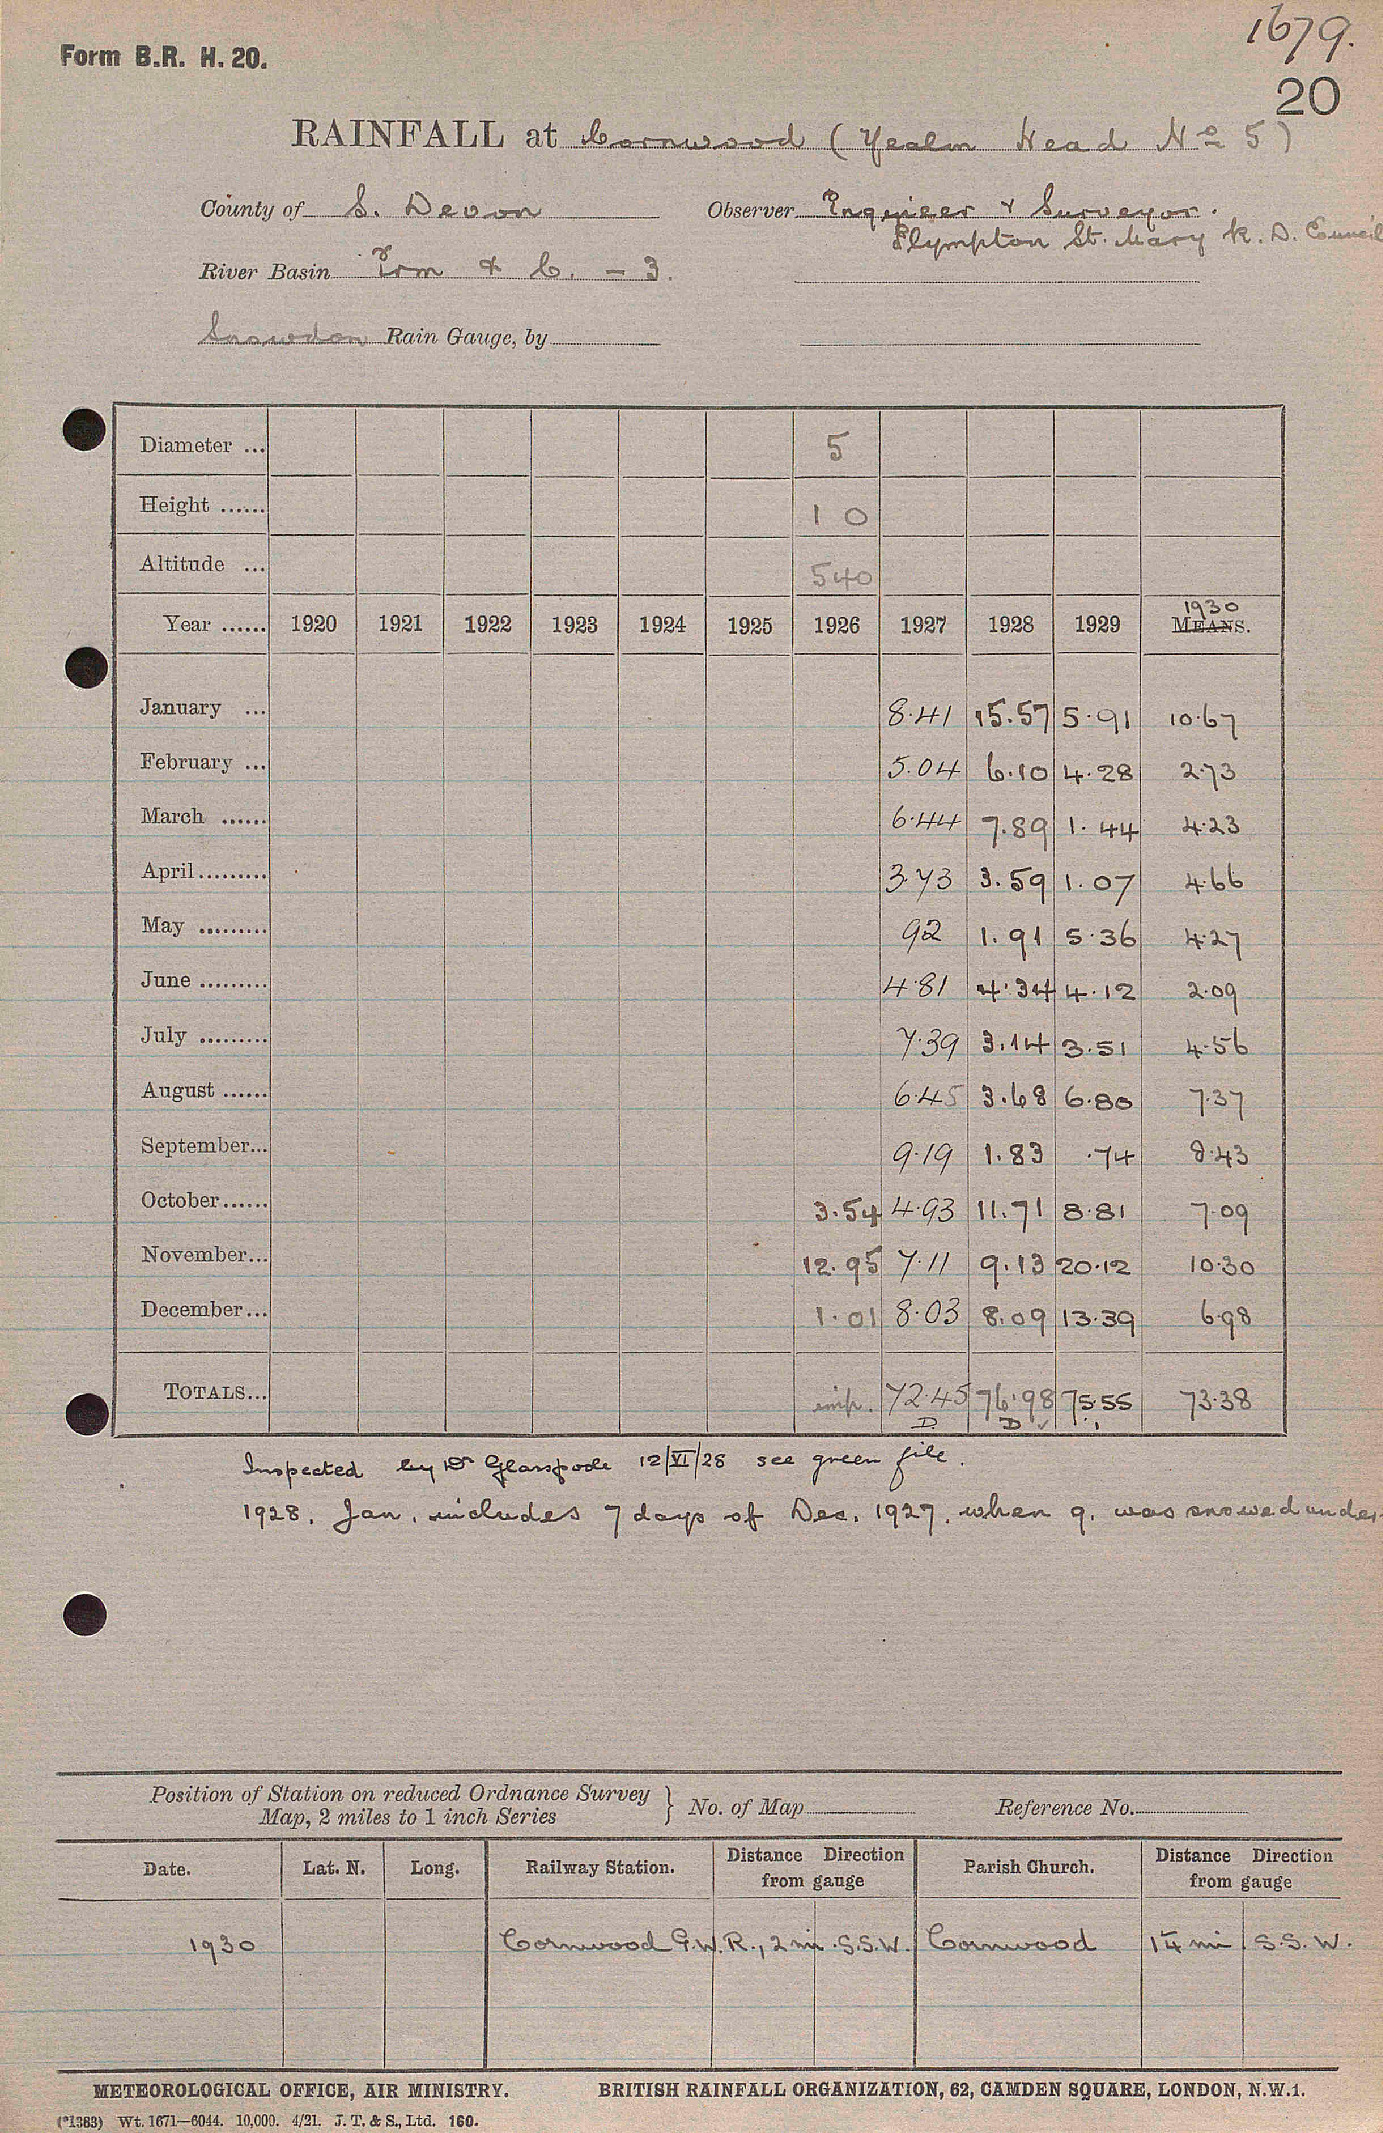 1679.
Form B.R. H. 20.
20
RAINFALL at Cornwood (Yealm Head No 5)
County of S. Devon Observer Engineer & Surveyor.
Plympton St. Mary R. D. Council
River Basin Erm & C. - 3.
Snowdon Rain Gauge, by
Diameter ... 5
Height ...... 1 0
Altitude ... 540
1930
Year ...... 1920 1921 1922 1923 1924 1925 1926 1927 1928 1929 MEANS.
January ... 8.41 15.57 5.91 10.67
February ... 5.04 6.10 4.28 2.73
March ...... 6.44 7.89 1.44 4.23
April......... 3.73 3.59 1.07 4.66
May ......... 92 1.91 5.36 4.27
June ......... 4.81 4.34 4.12 2.09
July ......... 7.39 3.14 3.51 4.56
August ...... 6.45 3.68 6.80 7.37
September... 9.19 1.83 .74 8.43
October...... 3.54 4.93 11.71 8.81 7.09
November... 12.95 7.11 9.13 20.12 10.30
December... 1.01 8.03 8.09 13.39 6.98
TOTALS... imp. 72.45 76.98 75.55 73.38
D. D ✓
Inspected by Dr Glasspoole 12/VI/28 see green file.
1928. Jan. includes 7 days of Dec. 1927, when g. was snowed under
Position of Station on reduced Ordnance Survey
Map, 2 miles to 1 inch Series } No. of Map Reference No.
Date. Lat. N. Long. Railway Station. Distance Direction from gauge Parish Church. Distance Direction from gauge
1930 Cornwood G.W.R., 2 mi. S.S.W. Cornwood 1¼ mi S.S.W.
METEOROLOGICAL OFFICE, AIR MINISTRY. BRITISH RAINFALL ORGANIZATION, 62, CAMDEN SQUARE, LONDON, N.W.1.
(*1383) Wt. 1671—6044. 10,000. 4/21. J. T. & S., Ltd. 160.